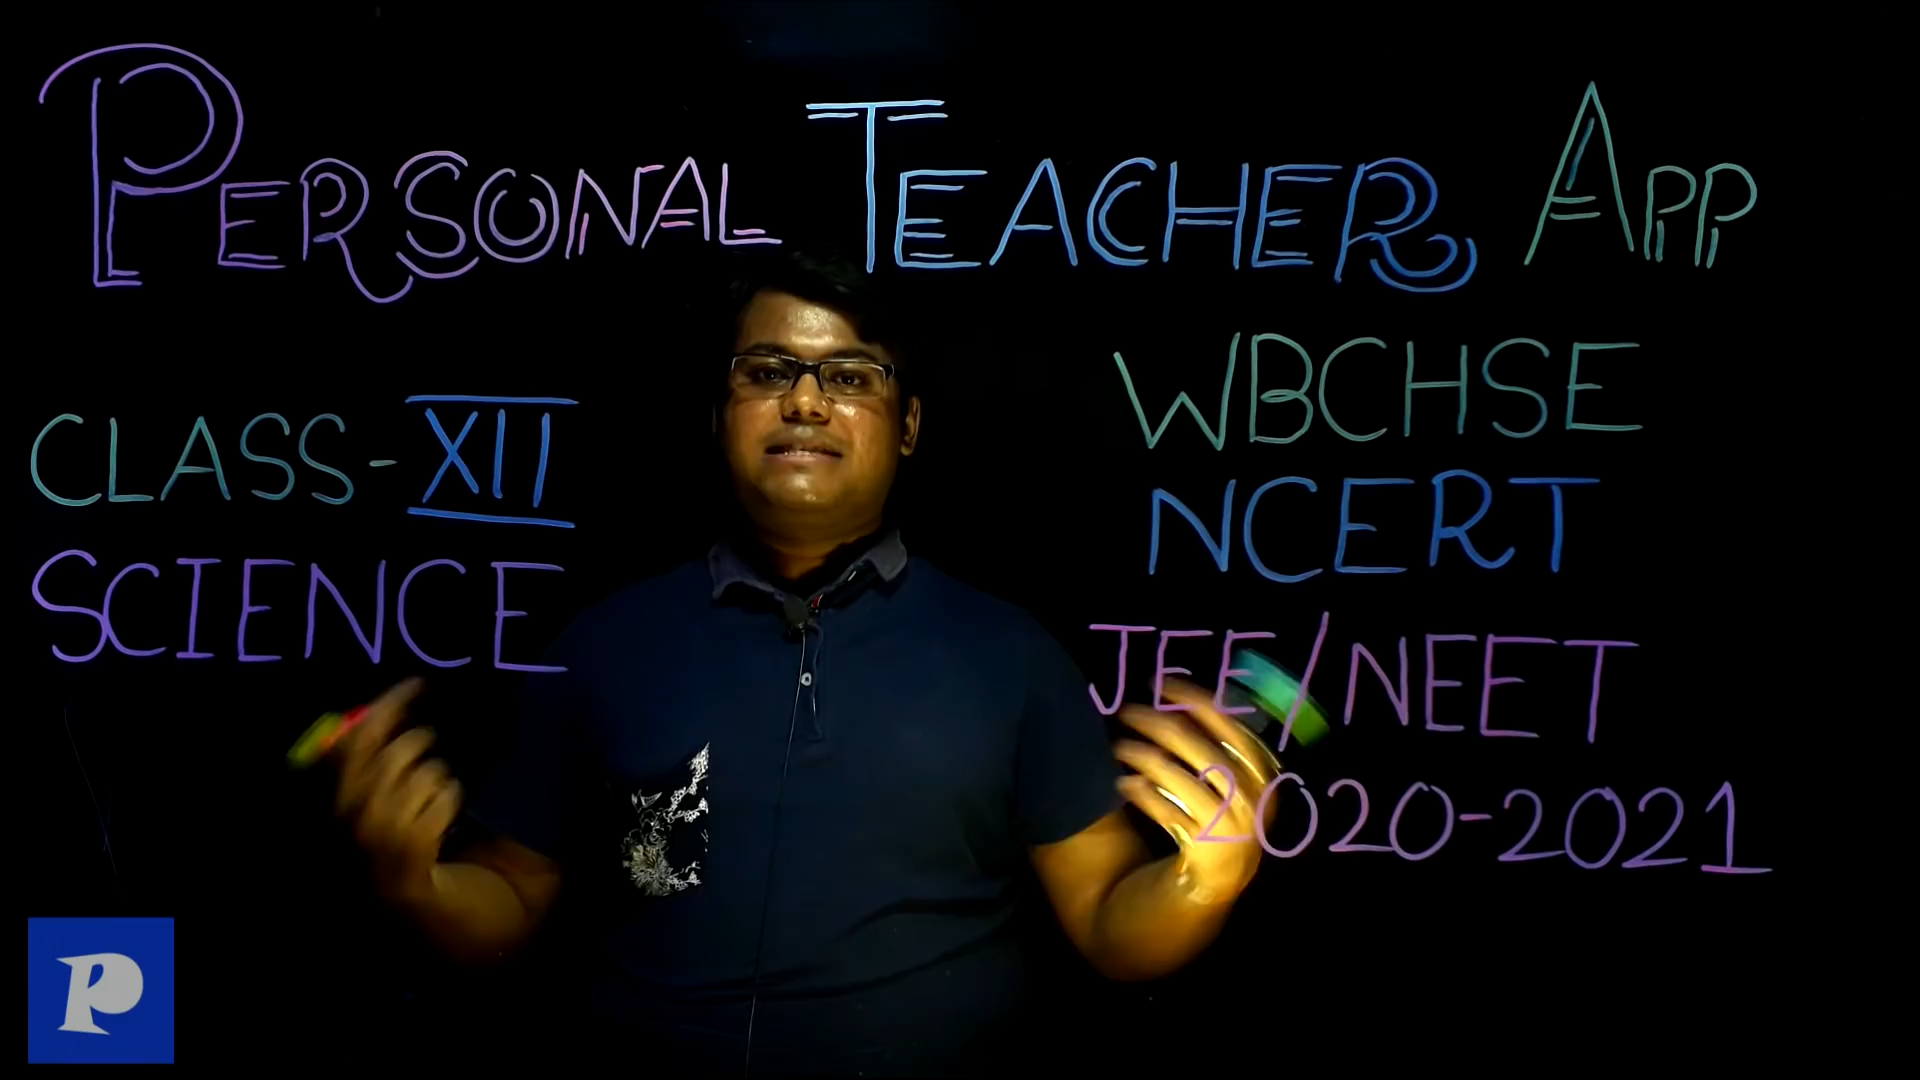 PERSONAL TEACHER APP
CLASS-XII
SCIENCE
WBCHSE
NCERT
JEE/NEET
2020-2021
P